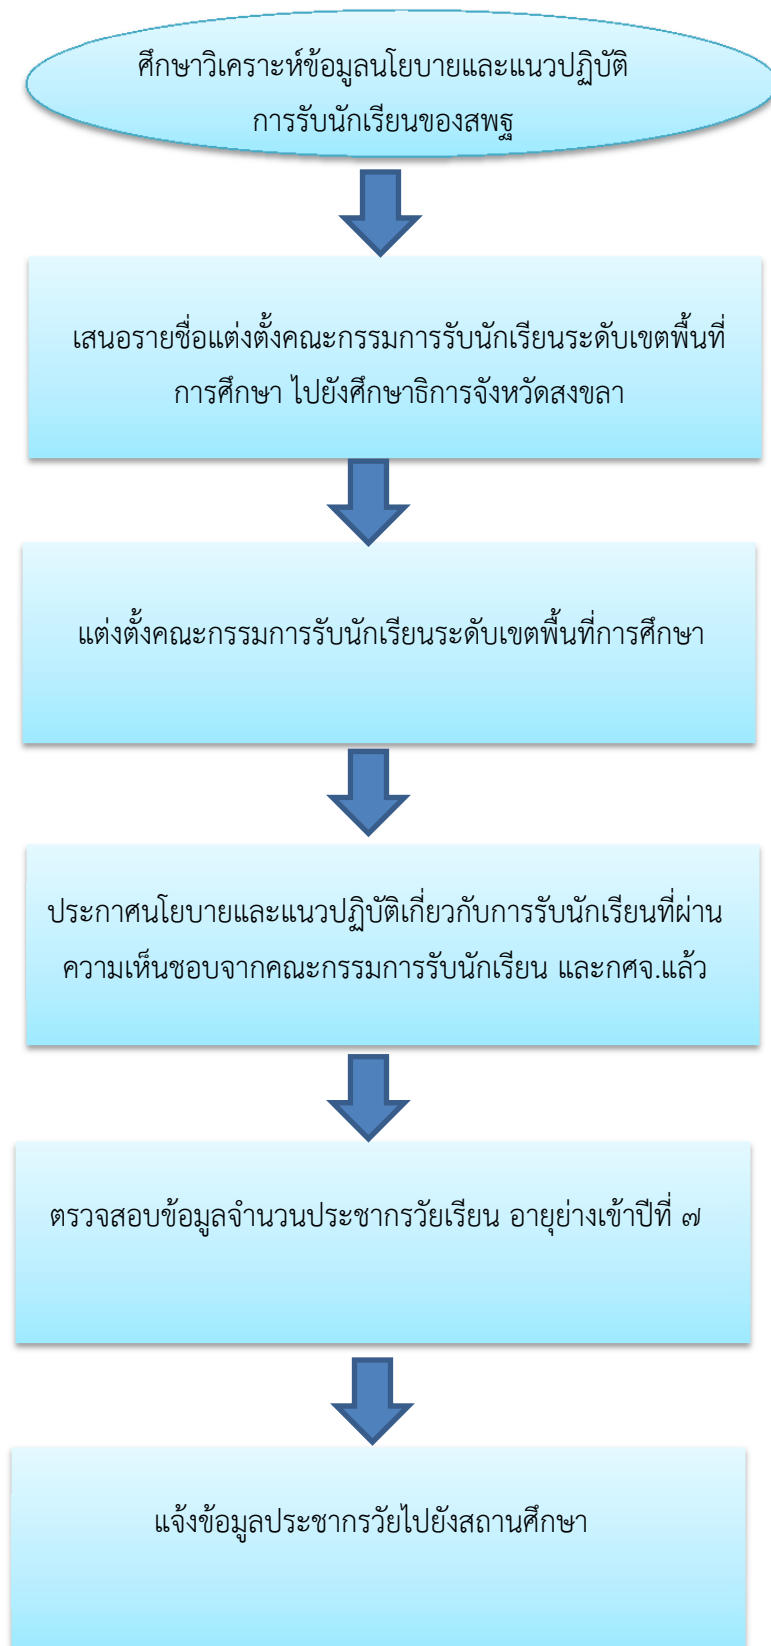 ศึกษาวิเคราะห์ข้อมูลนโยบายและแนวปฏิบัติ
การรับนักเรียนของสพฐ
เสนอรายชื่อแต่งตั้งคณะกรรมการรับนักเรียนระดับเขตพื้นที่
การศึกษา ไปยังศึกษาธิการจังหวัดสงขลา
แต่งตั้งคณะกรรมการรับนักเรียนระดับเขตพื้นที่การศึกษา
ประกาศนโยบายและแนวปฏิบัติเกี่ยวกับการรับนักเรียนที่ผ่าน
ความเห็นชอบจากคณะกรรมการรับนักเรียน และกศจ.แล้ว
ตรวจสอบข้อมูลจำนวนประชากรวัยเรียน อายุย่างเข้าปีที่ ๗
แจ้งข้อมูลประชากรวัยไปยังสถานศึกษา